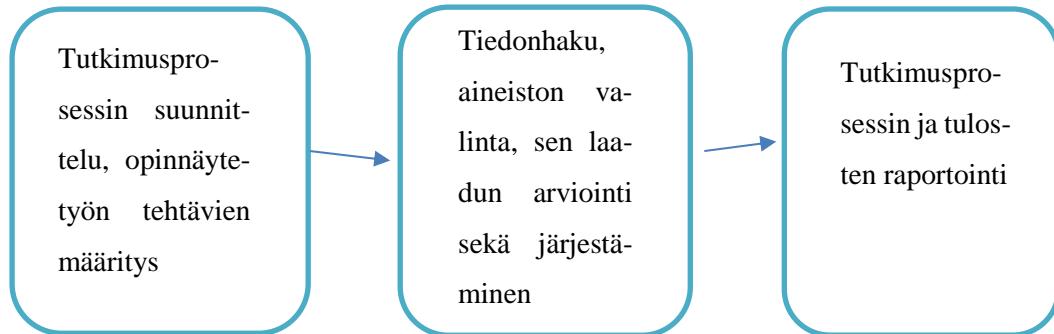 Tutkimuspro-
sessin suunnit-
telu, opinnäyte-
työn tehtävien
määritys
Tiedonhaku,
aineiston va-
linta, sen laa-
dun arviointi
sekä järjestä-
minen
Tutkimuspro-
sessin ja tulos-
ten raportointi